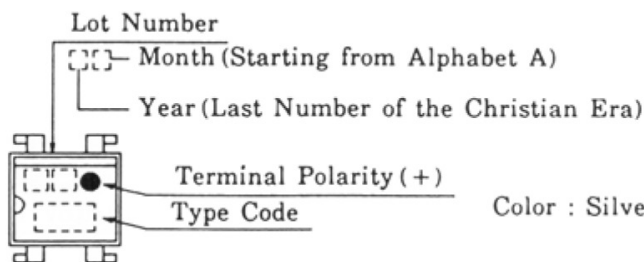 Lot Number
Month (Starting from Alphabet A)
Year (Last Number of the Christian Era)
Terminal Polarity (+)
Type Code
Color : Silve